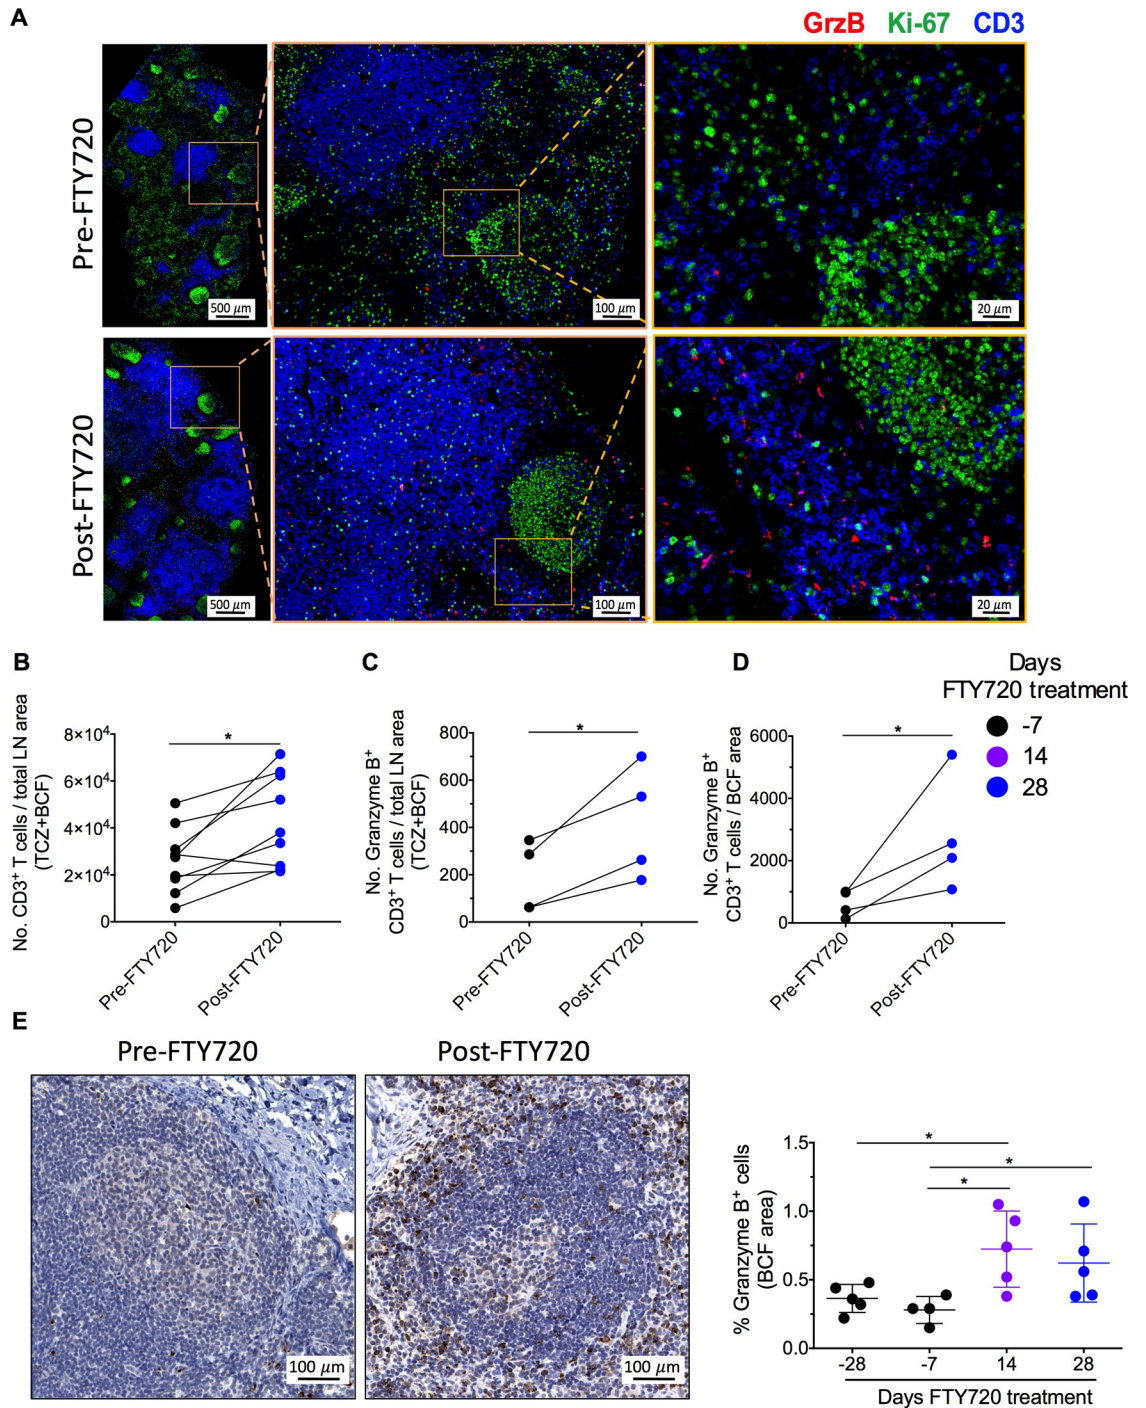 A
GrzB Ki-67 CD3
Pre-FTY720
500 µm
100 µm
20 µm
Post-FTY720
500 µm
100 µm
20 µm
B
No. CD3⁺ T cells / total LN area
(TCZ+BCF)
8×10⁴
6×10⁴
4×10⁴
2×10⁴
0
*
Pre-FTY720
Post-FTY720
C
No. Granzyme B⁺
CD3⁺ T cells / total LN area
(TCZ+BCF)
800
600
400
200
0
*
Pre-FTY720
Post-FTY720
D
No. Granzyme B⁺
CD3⁺ T cells / BCF area
6000
4000
2000
0
*
Pre-FTY720
Post-FTY720
Days
FTY720 treatment
-7
14
28
E
Pre-FTY720
100 µm
Post-FTY720
100 µm
% Granzyme B⁺ cells
(BCF area)
1.5
1.0
0.5
0.0
*
*
*
-28 -7 14 28
Days FTY720 treatment